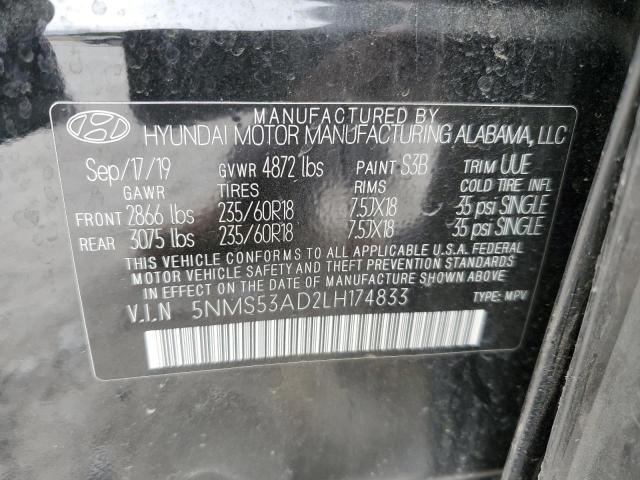 MANUFACTURED BY
HYUNDAI MOTOR MANUFACTURING ALABAMA, LLC
Sep/17/19 GVWR 4872 lbs PAINT S3B TRIM UUE
GAWR TIRES RIMS COLD TIRE INFL
FRONT 2866 lbs 235/60R18 7.5JX18 35 psi SINGLE
REAR 3075 lbs 235/60R18 7.5JX18 35 psi SINGLE
THIS VEHICLE CONFORMS TO ALL APPLICABLE U.S.A. FEDERAL
MOTOR VEHICLE SAFETY AND THEFT PREVENTION STANDARDS
IN EFFECT ON THE DATE OF MANUFACTURE SHOWN ABOVE.
V.I.N 5NMS53AD2LH174833 TYPE: MPV